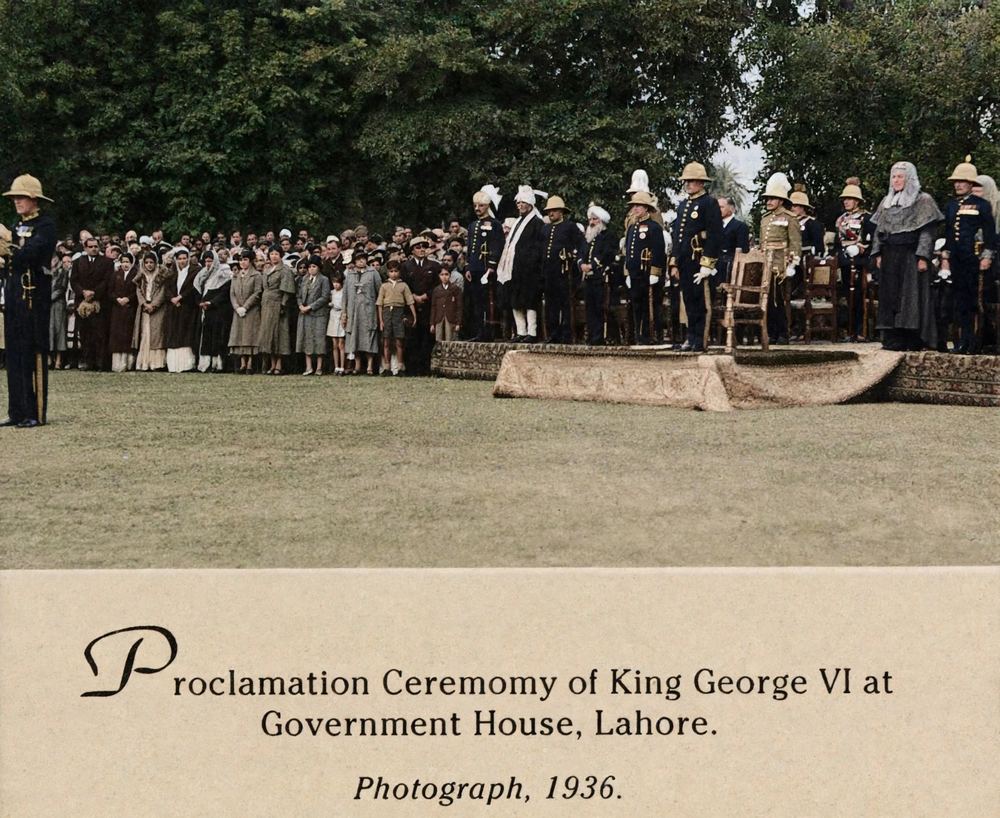 Proclamation Ceremomy of King George VI at
Government House, Lahore.
Photograph, 1936.